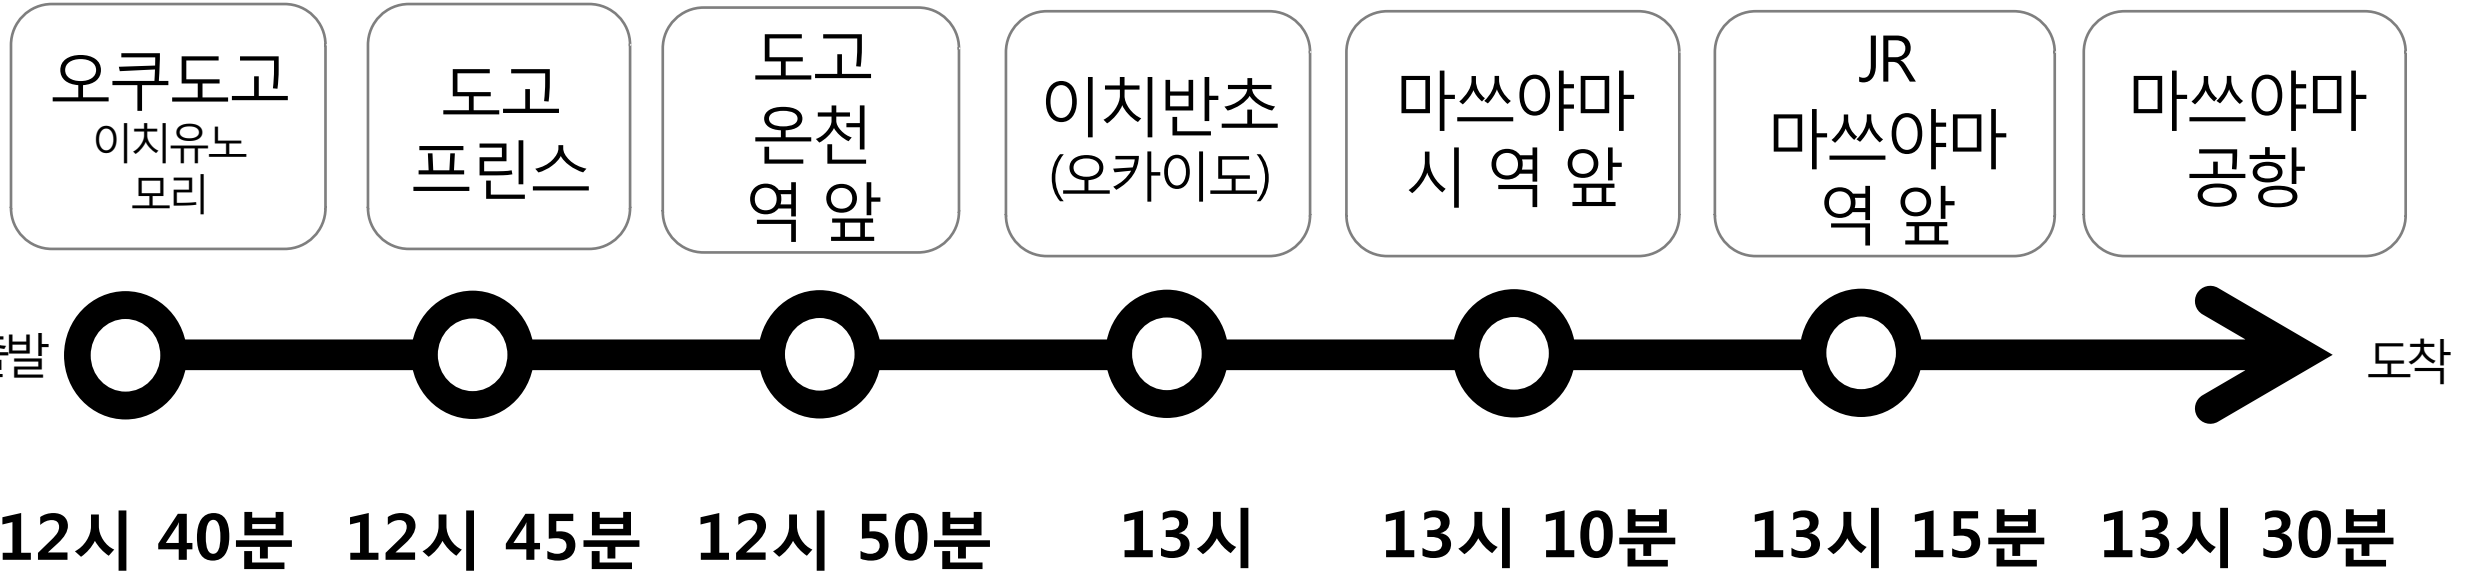 오쿠도고
이치유노
모리
도고
프린스
도고
온천
역 앞
이치반초
(오카이도)
마쓰야마
시 역 앞
JR
마쓰야마
역 앞
마쓰야마
공항
도착
12시 40분
12시 45분
12시 50분
13시
13시 10분
13시 15분
13시 30분